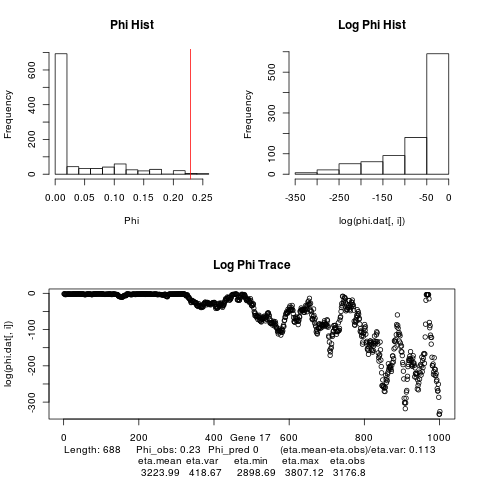 Phi Hist
Log Phi Hist
Frequency
0 200 400 600
0.00 0.05 0.10 0.15 0.20 0.25
Phi
Frequency
0 100 300 500
-350 -250 -150 -50 0
log(phi.dat[, i])
Log Phi Trace
log(phi.dat[, i])
0 -100 -200 -300
0 200 400 600 800 1000
Gene 17
Length: 688 Phi_obs: 0.23 Phi_pred 0 (eta.mean-eta.obs)/eta.var: 0.113
eta.mean eta.var eta.min eta.max eta.obs
3223.99 418.67 2898.69 3807.12 3176.8